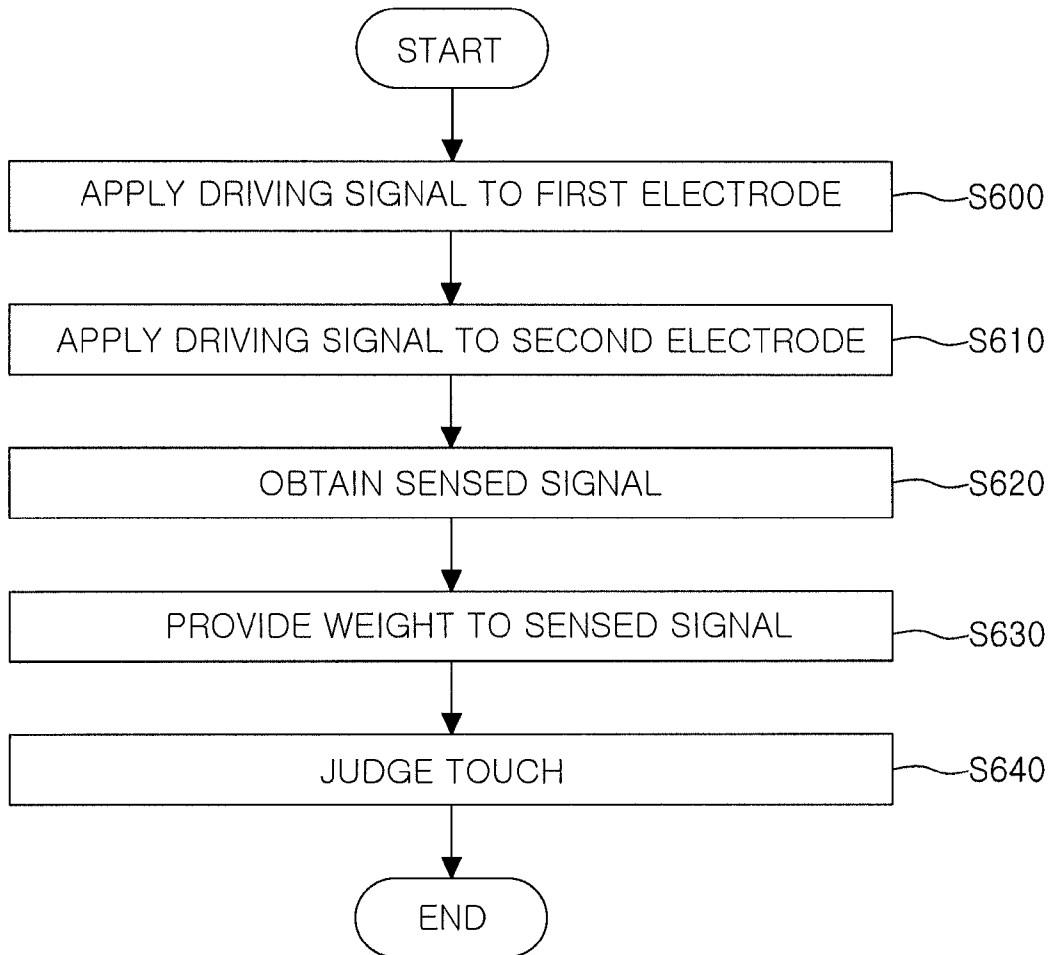 START
APPLY DRIVING SIGNAL TO FIRST ELECTRODE
S600
APPLY DRIVING SIGNAL TO SECOND ELECTRODE
S610
OBTAIN SENSED SIGNAL
S620
PROVIDE WEIGHT TO SENSED SIGNAL
S630
JUDGE TOUCH
S640
END